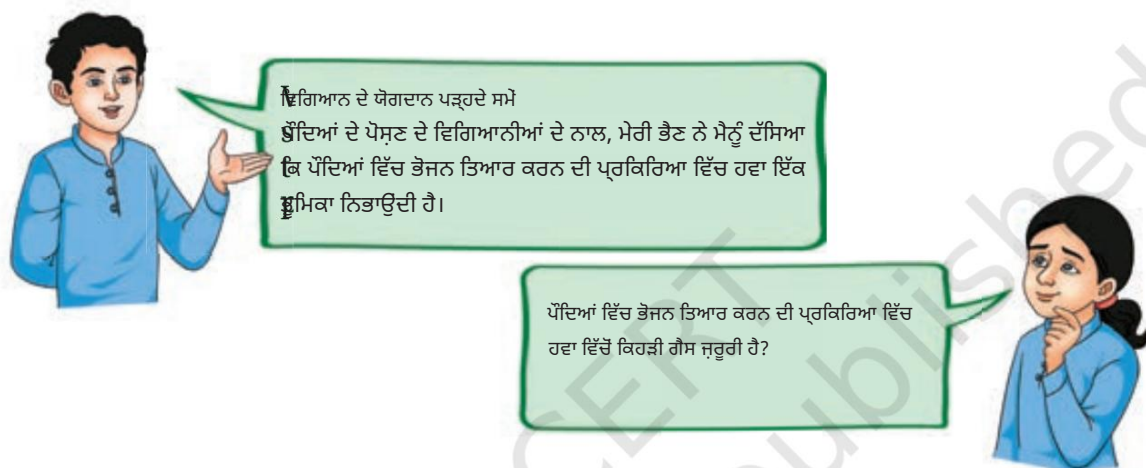 ਵਿਗਿਆਨ ਦੇ ਯੋਗਦਾਨ ਪੜ੍ਹਦੇ ਸਮੇਂ
ਪੌਦਿਆਂ ਦੇ ਪੋਸ਼ਣ ਦੇ ਵਿਗਿਆਨੀਆਂ ਦੇ ਨਾਲ, ਮੇਰੀ ਭੈਣ ਨੇ ਮੈਨੂੰ ਦੱਸਿਆ
ਕਿ ਪੌਦਿਆਂ ਵਿੱਚ ਭੋਜਨ ਤਿਆਰ ਕਰਨ ਦੀ ਪ੍ਰਕਿਰਿਆ ਵਿੱਚ ਹਵਾ ਇੱਕ
ਭੂਮਿਕਾ ਨਿਭਾਉਂਦੀ ਹੈ।
ਪੌਦਿਆਂ ਵਿੱਚ ਭੋਜਨ ਤਿਆਰ ਕਰਨ ਦੀ ਪ੍ਰਕਿਰਿਆ ਵਿੱਚ
ਹਵਾ ਵਿੱਚੋਂ ਕਿਹੜੀ ਗੈਸ ਜ਼ਰੂਰੀ ਹੈ?